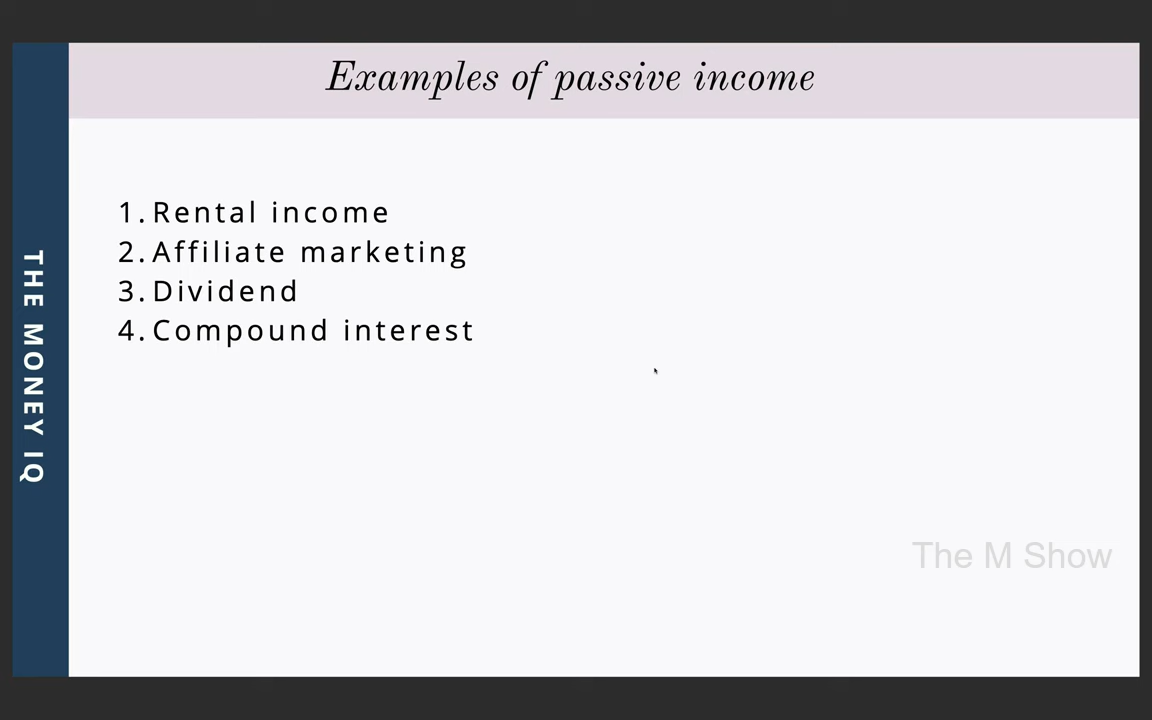 Examples of passive income
1. Rental income
2. Affiliate marketing
3. Dividend
4. Compound interest
THE MONEY IQ
The M Show